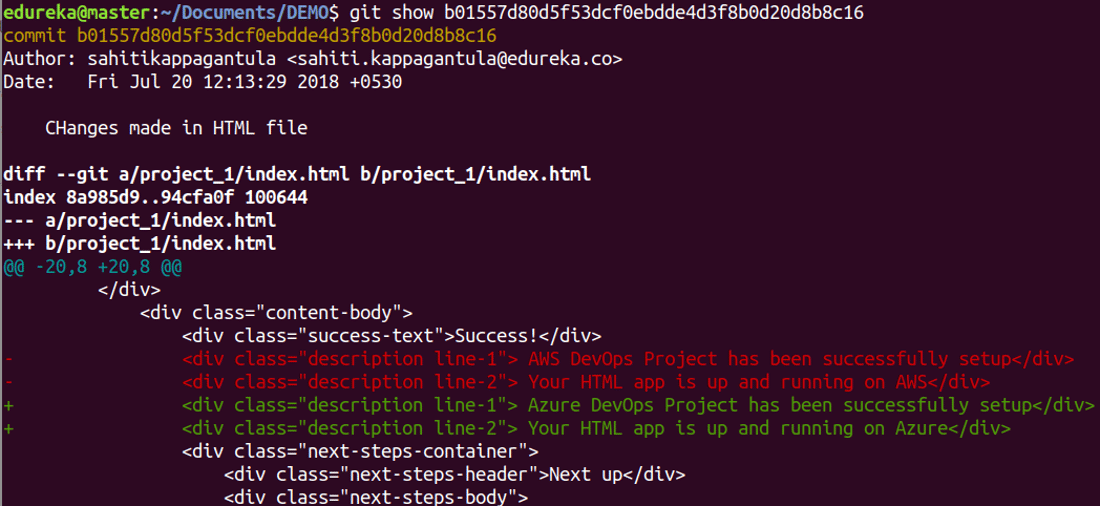 edureka@master:~/Documents/DEMO$ git show b01557d80d5f53dcf0ebdde4d3f8b0d20d8b8c16
commit b01557d80d5f53dcf0ebdde4d3f8b0d20d8b8c16
Author: sahitikappagantula <sahiti.kappagantula@edureka.co>
Date:   Fri Jul 20 12:13:29 2018 +0530
    CHanges made in HTML file
diff --git a/project_1/index.html b/project_1/index.html
index 8a985d9..94cfa0f 100644
--- a/project_1/index.html
+++ b/project_1/index.html
@@ -20,8 +20,8 @@
         </div>
             <div class="content-body">
                 <div class="success-text">Success!</div>
-                <div class="description line-1"> AWS DevOps Project has been successfully setup</div>
-                <div class="description line-2"> Your HTML app is up and running on AWS</div>
+                <div class="description line-1"> Azure DevOps Project has been successfully setup</div>
+                <div class="description line-2"> Your HTML app is up and running on Azure</div>
                 <div class="next-steps-container">
                     <div class="next-steps-header">Next up</div>
                     <div class="next-steps-body">